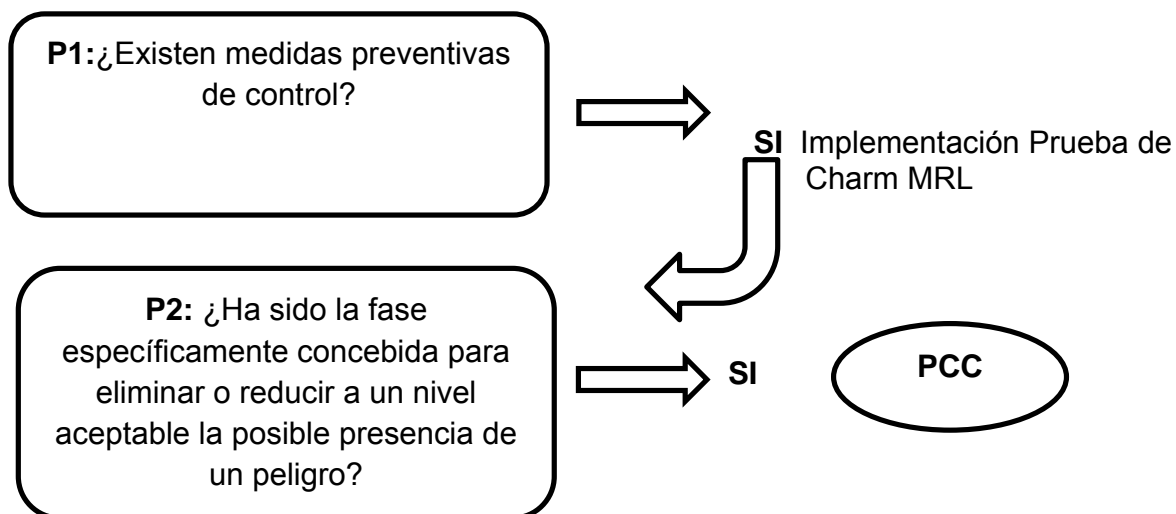 P1:¿Existen medidas preventivas
de control?
SI Implementación Prueba de
Charm MRL
P2: ¿Ha sido la fase
específicamente concebida para
eliminar o reducir a un nivel
aceptable la posible presencia de
un peligro?
SI
PCC